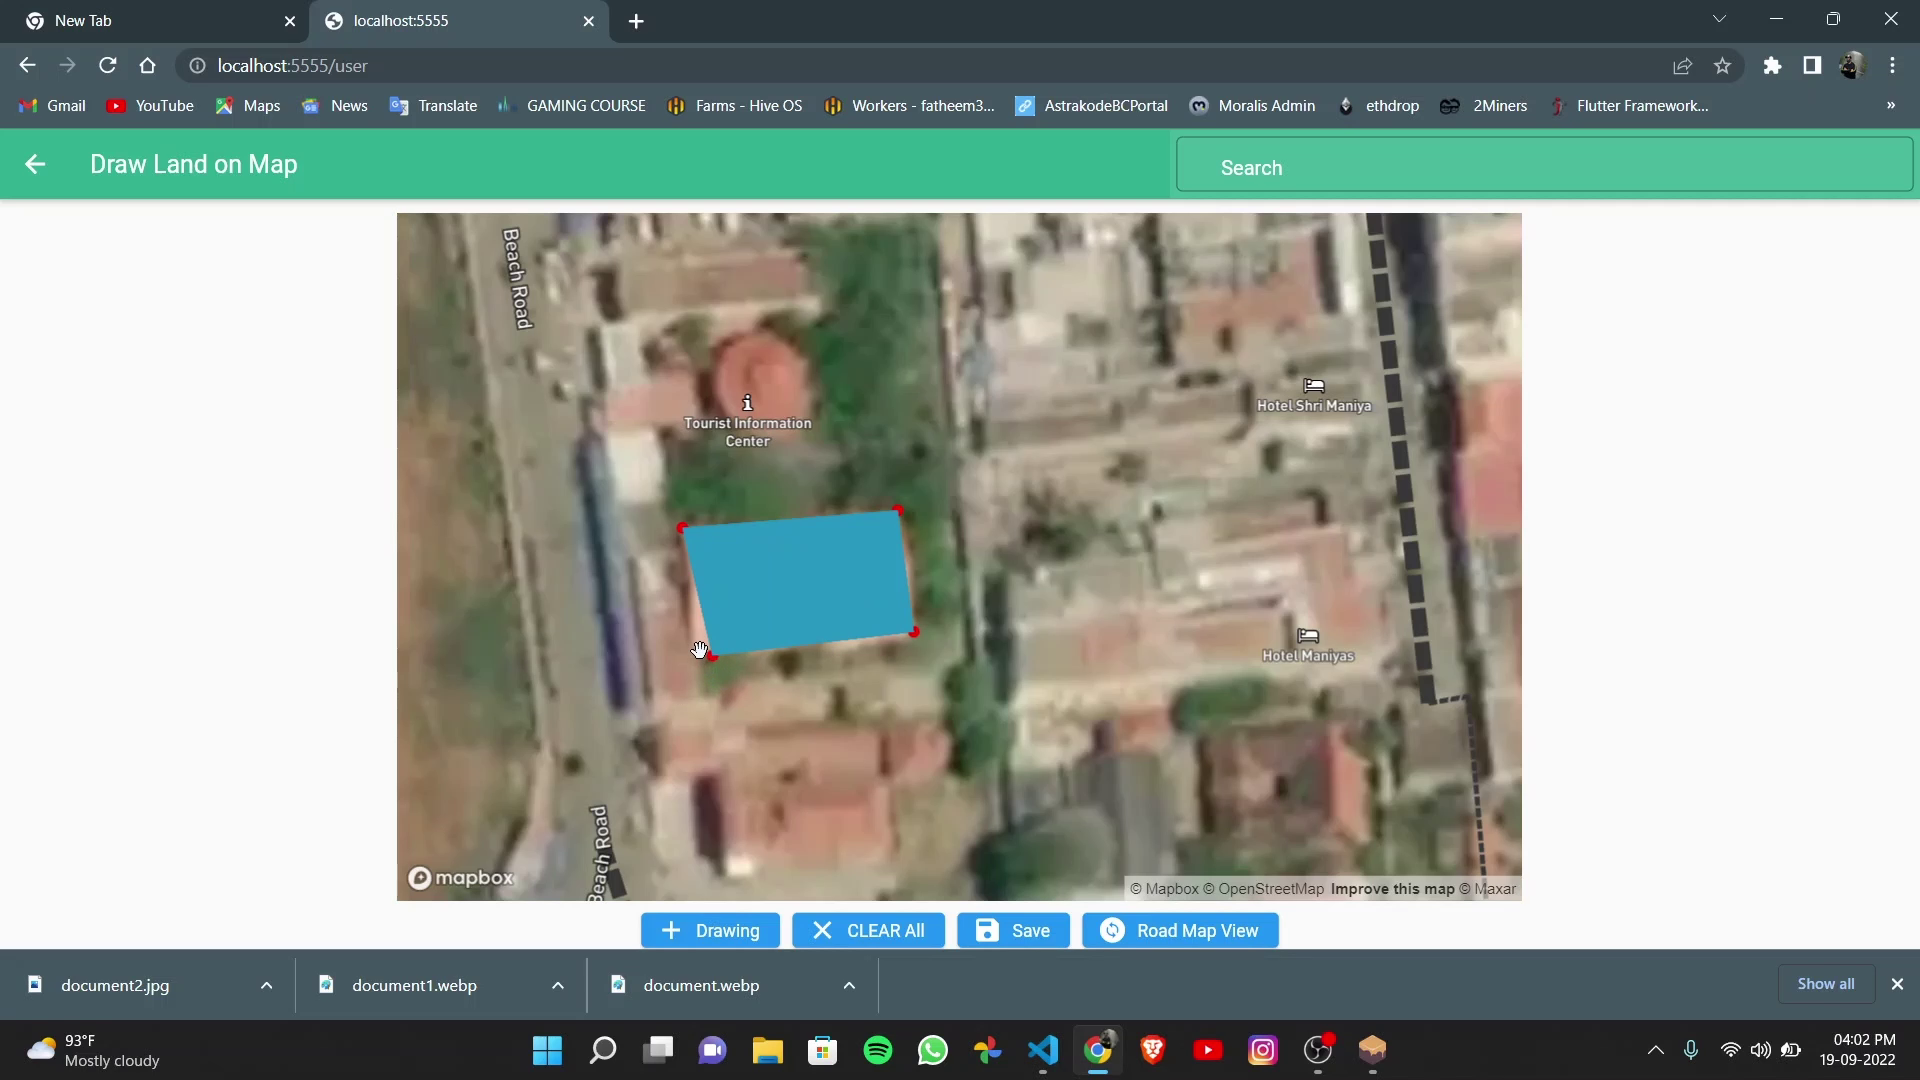 New Tab
localhost:5555
localhost:5555/user
Gmail
YouTube
Maps
News
Translate
GAMING COURSE
Farms - Hive OS
Workers - fatheem3...
AstrakodeBCPortal
Moralis Admin
ethdrop
2Miners
Flutter Framework...
»
Draw Land on Map
Search
Beach Road
Tourist Information
Center
Hotel Shri Maniya
Hotel Maniyas
Beach Road
mapbox
© Mapbox © OpenStreetMap Improve this map © Maxar
Drawing
CLEAR All
Save
Road Map View
document2.jpg
document1.webp
document.webp
Show all
93°F
Mostly cloudy
04:02 PM
19-09-2022